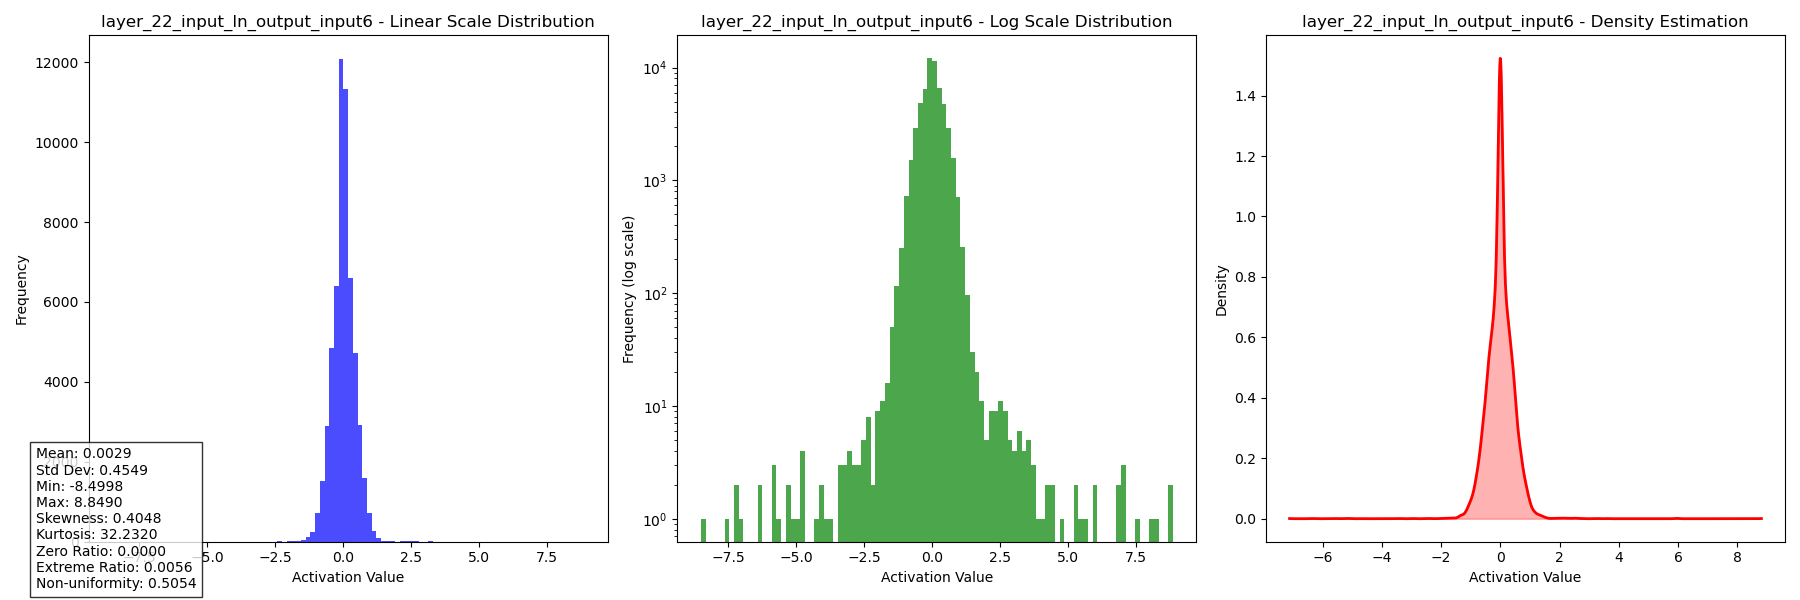 layer_22_input_ln_output_input6 - Linear Scale Distribution
Frequency
12000
10000
8000
6000
4000
Mean: 0.0029
Std Dev: 0.4549
Min: -8.4998
Max: 8.8490
Skewness: 0.4048
Kurtosis: 32.2320
Zero Ratio: 0.0000
Extreme Ratio: 0.0056
Non-uniformity: 0.5054
−5.0 −2.5 0.0 2.5 5.0 7.5
Activation Value
layer_22_input_ln_output_input6 - Log Scale Distribution
Frequency (log scale)
10⁴
10³
10²
10¹
10⁰
−7.5 −5.0 −2.5 0.0 2.5 5.0 7.5
Activation Value
layer_22_input_ln_output_input6 - Density Estimation
Density
1.4
1.2
1.0
0.8
0.6
0.4
0.2
0.0
−6 −4 −2 0 2 4 6 8
Activation Value